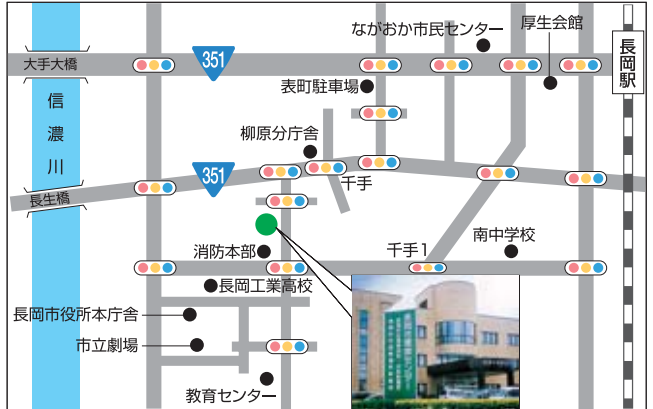 ながおか市民センター
厚生会館
大手大橋
351
表町駐車場
長岡駅
信濃川
柳原分庁舎
351
千手
長生橋
消防本部
千手1
南中学校
長岡工業高校
長岡市役所本庁舎
市立劇場
教育センター